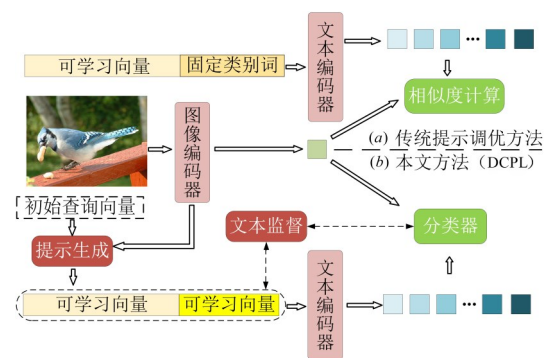 可学习向量 固定类别词
文本编码器
相似度计算
图像编码器
(a) 传统提示调优方法
(b) 本文方法（DCPL）
初始查询向量
提示生成
文本监督
分类器
可学习向量 可学习向量
文本编码器